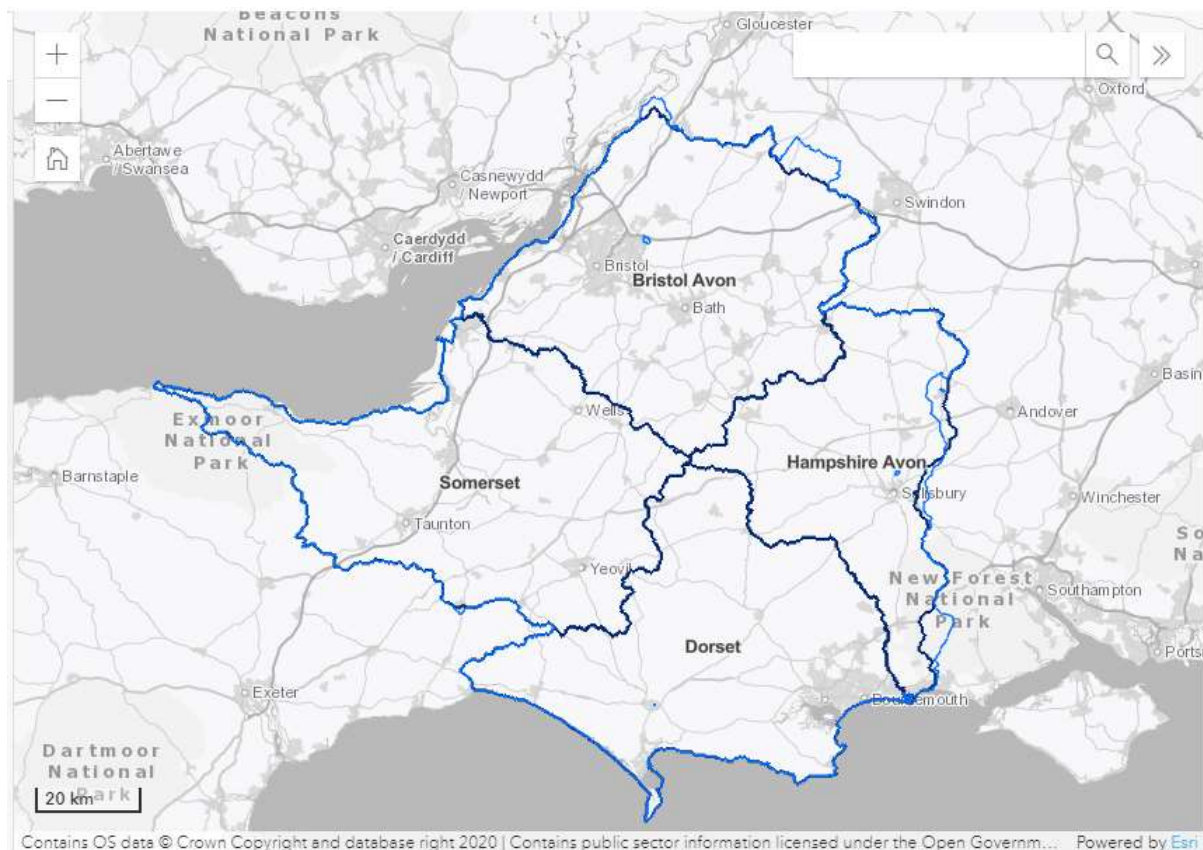 Beacons
National Park
Gloucester
Oxford
Abertawe
/ Swansea
Casnewydd
/ Newport
Swindon
Caerdydd
/ Cardiff
Bristol
Bristol Avon
Bath
Basin
Exmoor
National
Park
Wells
Andover
Barnstaple
Somerset
Hampshire Avon
Salisbury
Winchester
Taunton
So
Na
Yeovil
New Forest
National
Park
Southampton
Dorset
Ports
Exeter
Bournemouth
Dartmoor
National
Park
20 km
Contains OS data © Crown Copyright and database right 2020 | Contains public sector information licensed under the Open Governm...
Powered by Esri